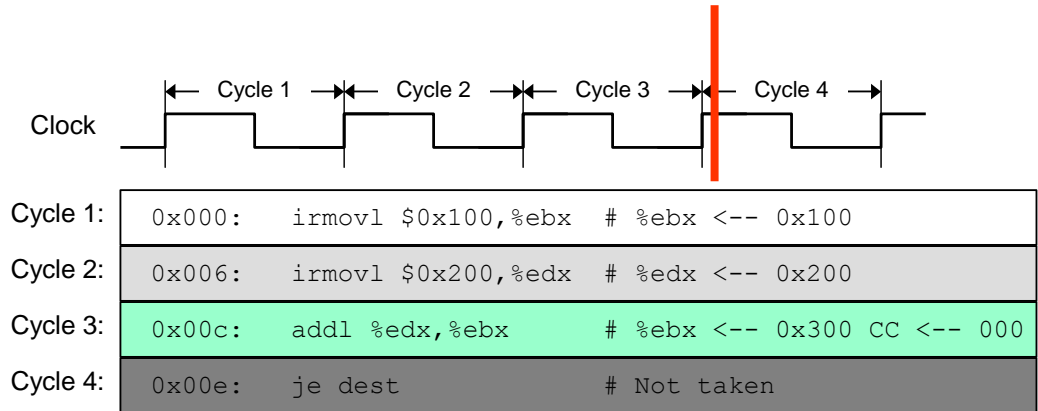 Cycle 1 Cycle 2 Cycle 3 Cycle 4
Clock
Cycle 1: 0x000: irmovl $0x100,%ebx # %ebx <-- 0x100
Cycle 2: 0x006: irmovl $0x200,%edx # %edx <-- 0x200
Cycle 3: 0x00c: addl %edx,%ebx # %ebx <-- 0x300 CC <-- 000
Cycle 4: 0x00e: je dest # Not taken